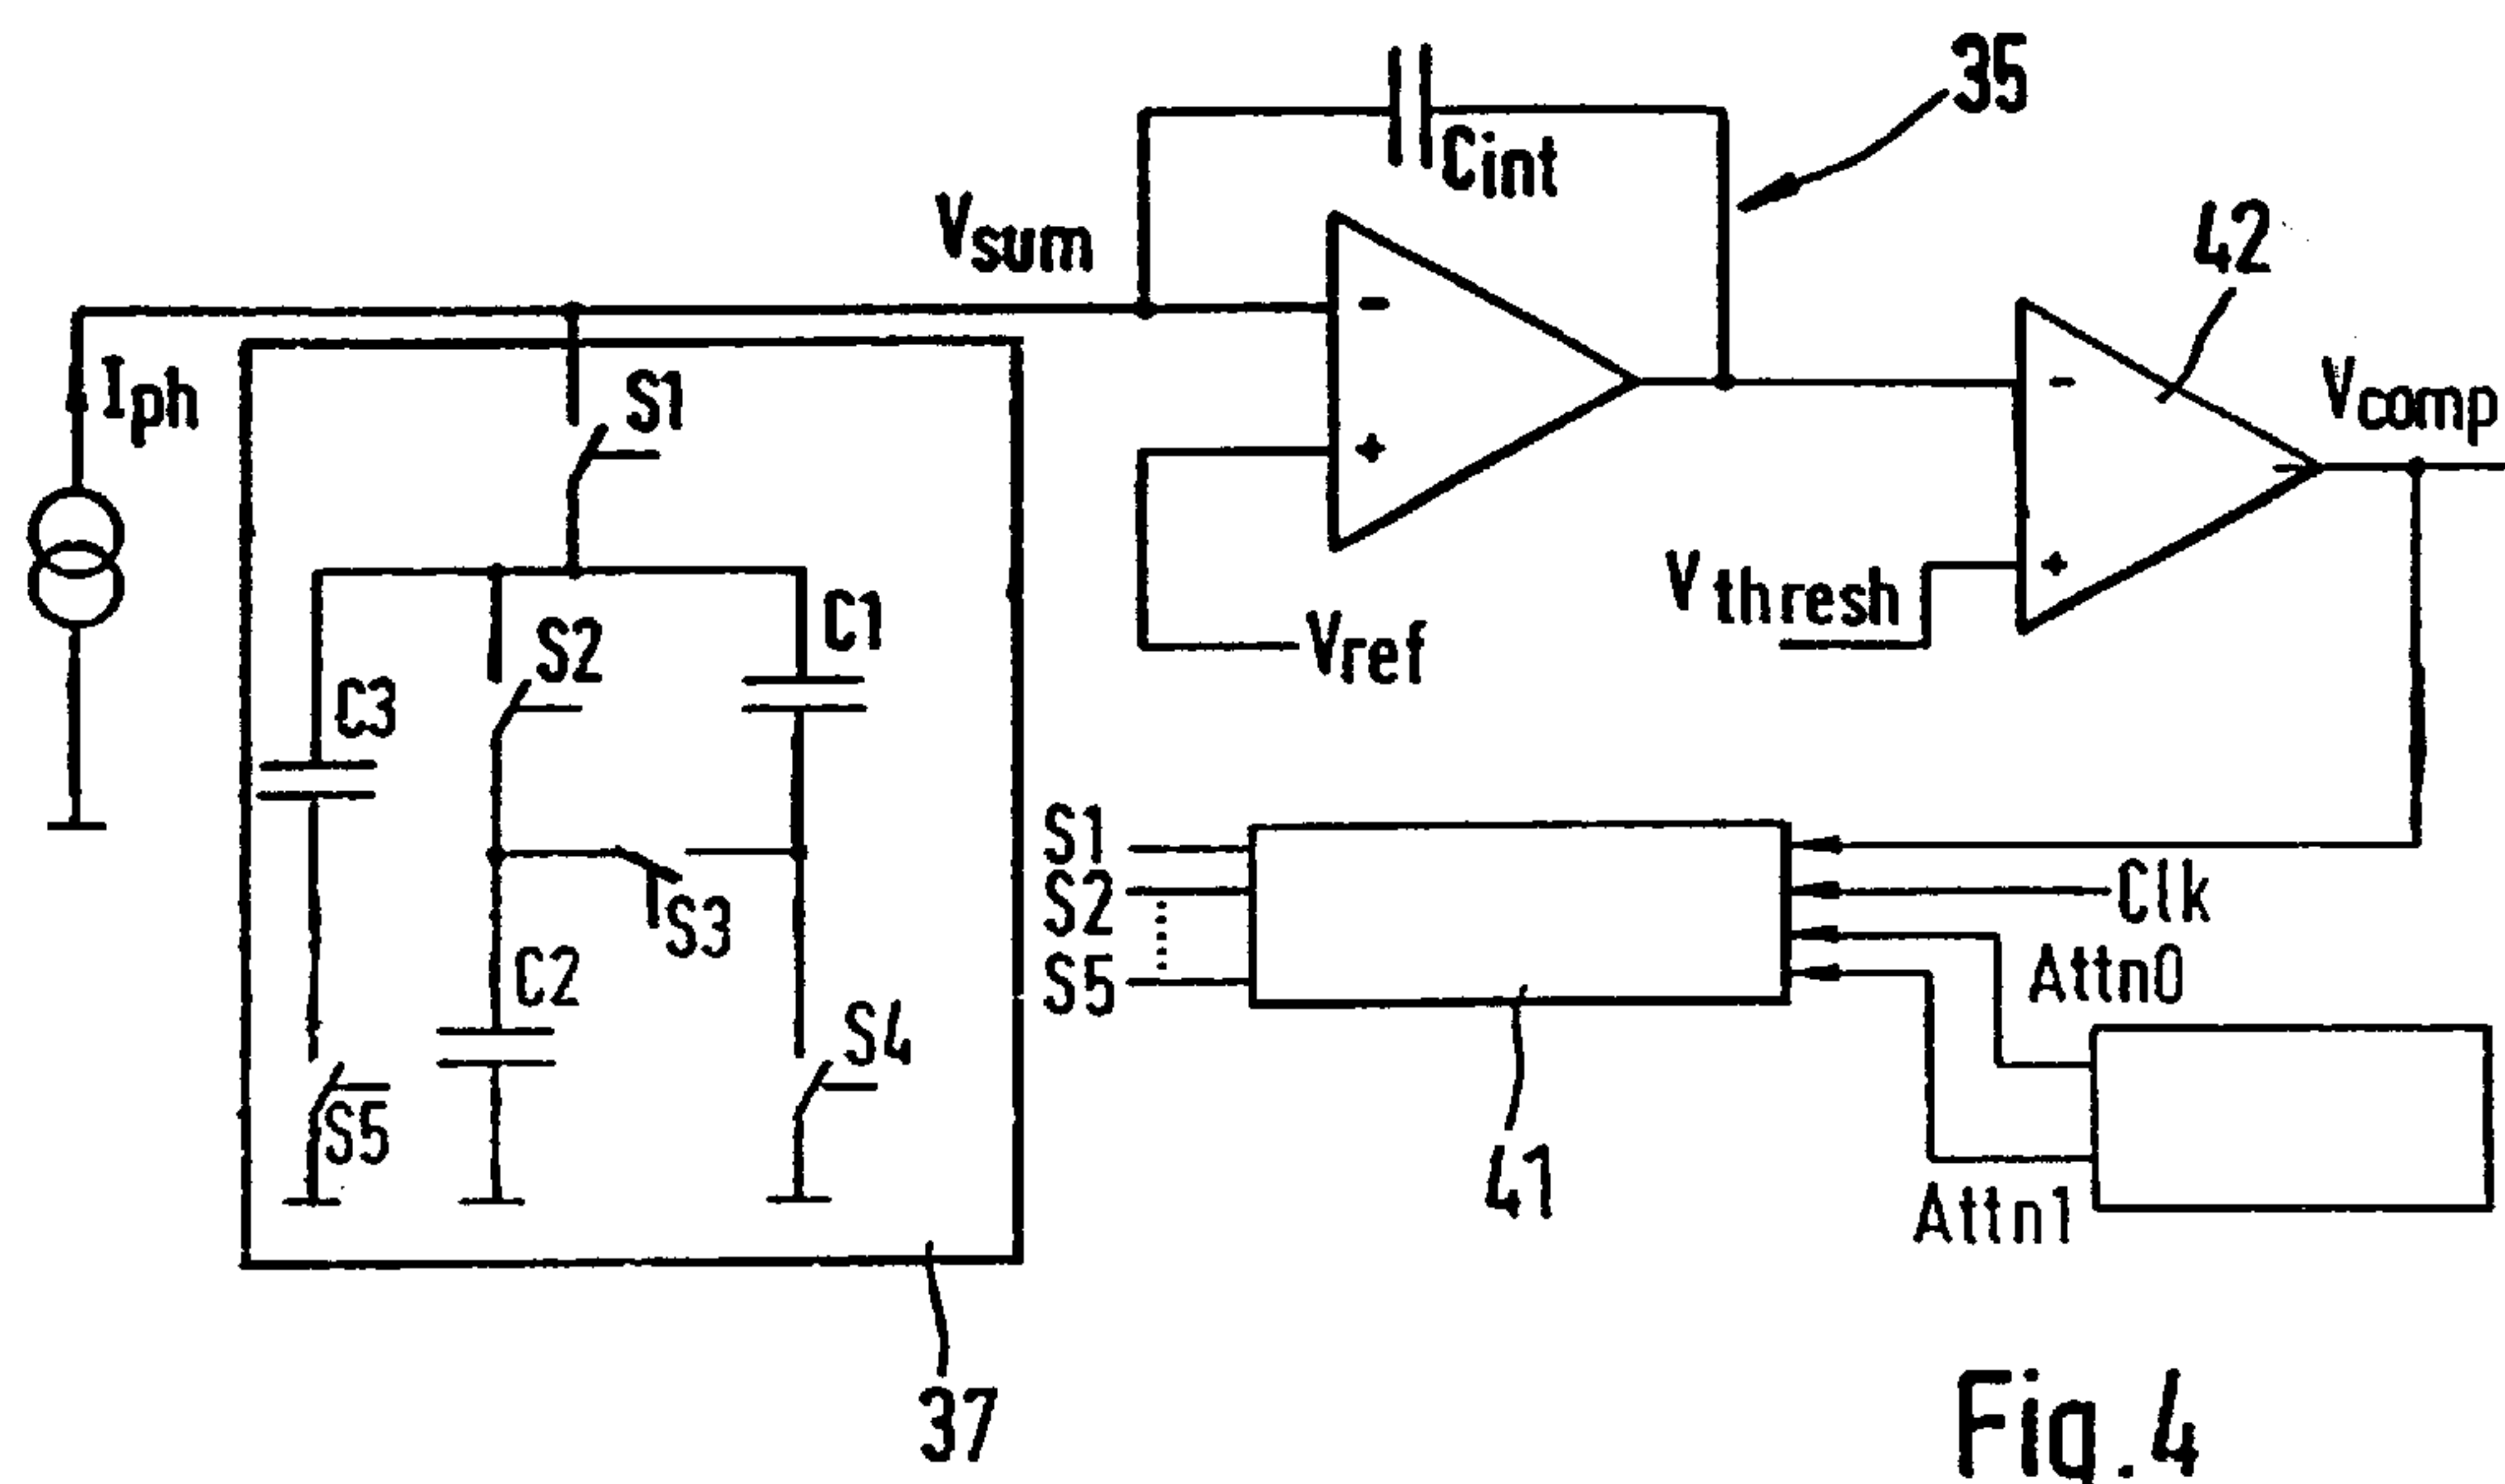 35
Cint
42
Vsum
Iph
S1
Vcomp
Vthresh
Vref
S2
C1
C3
S3
C2
S4
S5
S1
S2
S5
Clk
Attn0
Attn1
41
37
Fig.4